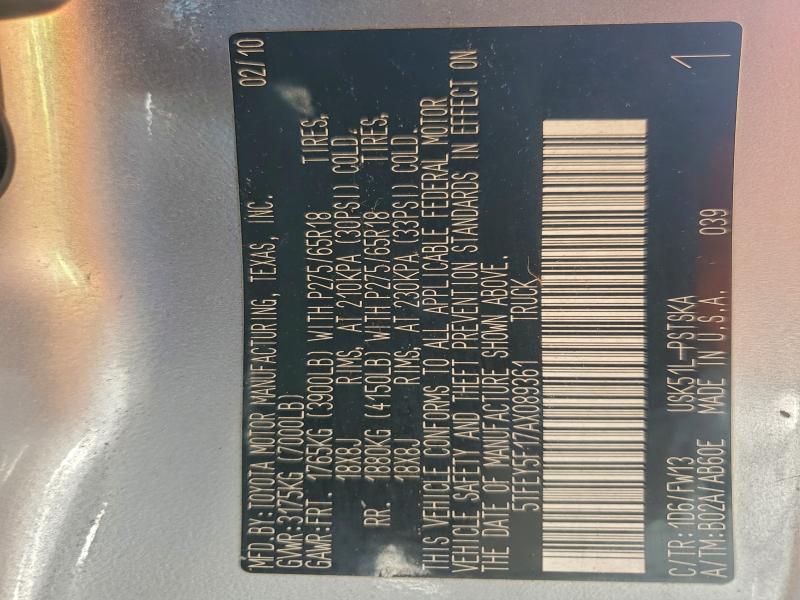 MFD.BY:TOYOTA MOTOR MANUFACTURING, TEXAS, INC. 02/10
GVWR:3175KG (7000LB)
GAWR:FRT. 1765KG (3900LB) WITH P275/65R18 TIRES,
18X8J RIMS, AT 210KPA (30PSI) COLD.
RR. 1880KG (4150LB) WITH P275/65R18 TIRES,
18X8J RIMS, AT 230KPA (33PSI) COLD.
THIS VEHICLE CONFORMS TO ALL APPLICABLE FEDERAL MOTOR
VEHICLE SAFETY AND THEFT PREVENTION STANDARDS IN EFFECT ON
THE DATE OF MANUFACTURE SHOWN ABOVE.
5TFEY5F17AX089361 TRUCK
C/TR:1D6/FW13 USK51L-PSTSKA 1
A/TM:B02A/AB60E MADE IN U.S.A. 039